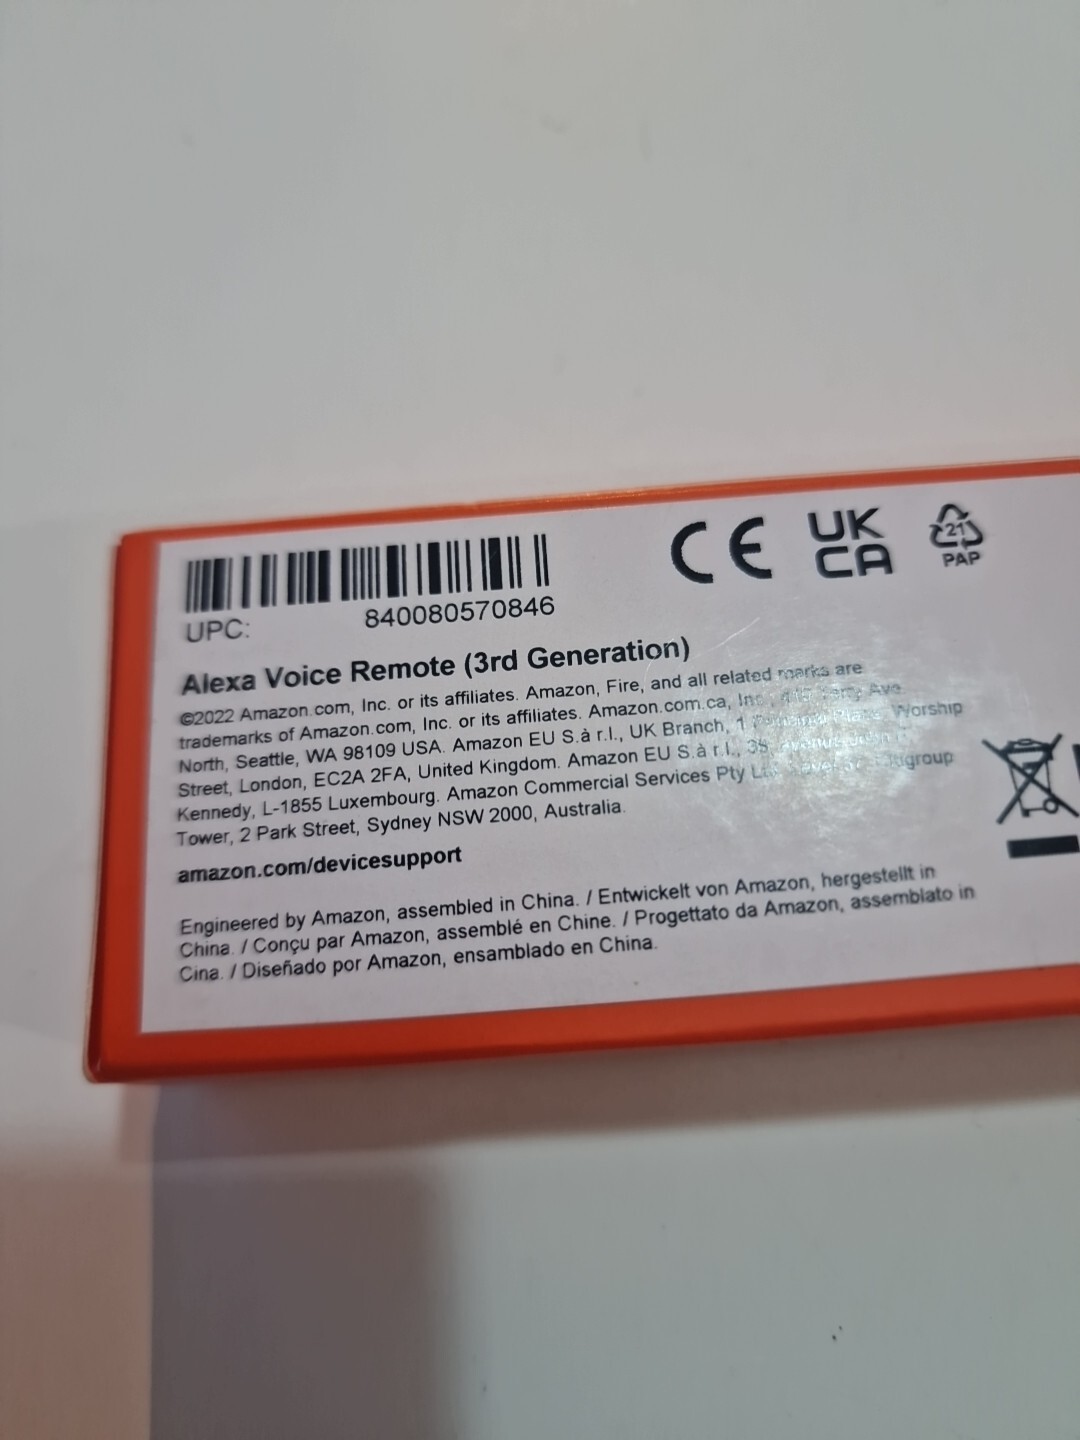 CE
UK
CA
21
PAP
UPC: 840080570846
Alexa Voice Remote (3rd Generation)
©2022 Amazon.com, Inc. or its affiliates. Amazon, Fire, and all related marks are
trademarks of Amazon.com, Inc. or its affiliates. Amazon.com.ca, Inc. Ave
North, Seattle, WA 98109 USA. Amazon EU S.à r.l., UK Branch, 1 Worship
Street, London, EC2A 2FA, United Kingdom. Amazon EU S.à r.l., 38,
Kennedy, L-1855 Luxembourg. Amazon Commercial Services Pty
Tower, 2 Park Street, Sydney NSW 2000, Australia.
amazon.com/devicesupport
Engineered by Amazon, assembled in China. / Entwickelt von Amazon, hergestellt in
China. / Conçu par Amazon, assemblé en Chine. / Progettato da Amazon, assemblato in
Cina. / Diseñado por Amazon, ensamblado en China.